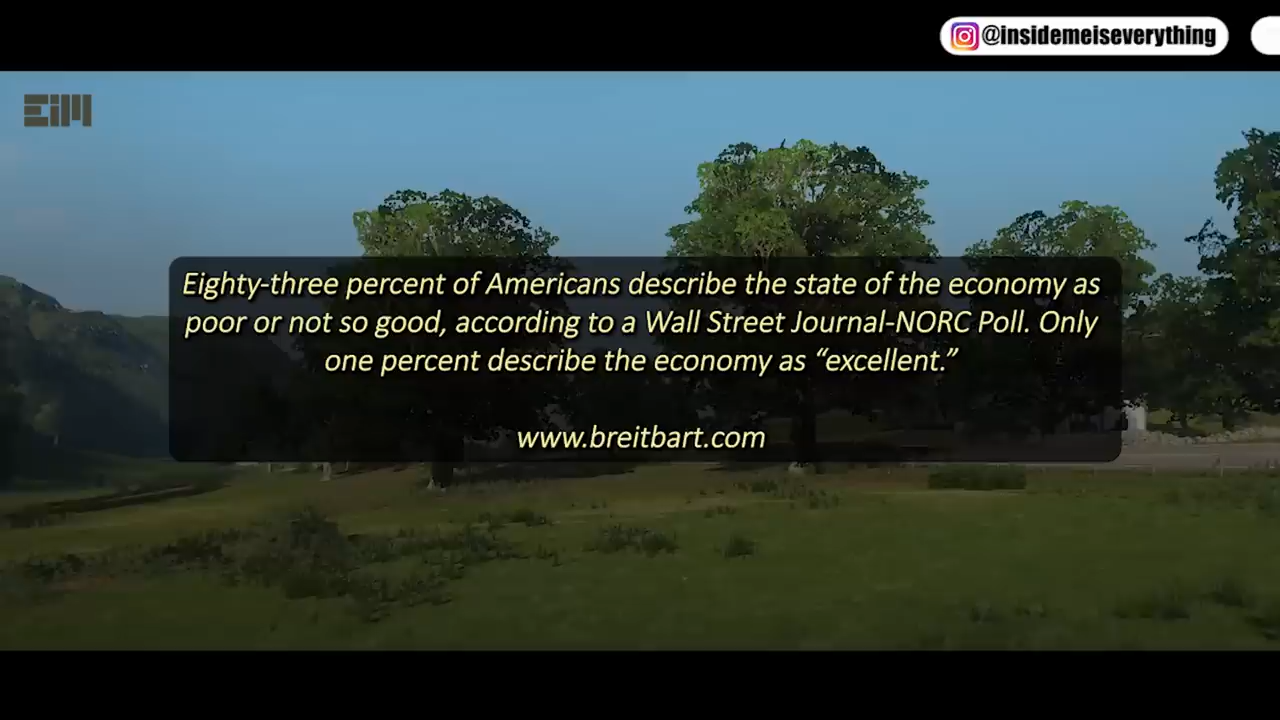 @insidemeiseverything
EiM
Eighty-three percent of Americans describe the state of the economy as
poor or not so good, according to a Wall Street Journal-NORC Poll. Only
one percent describe the economy as “excellent.”
www.breitbart.com